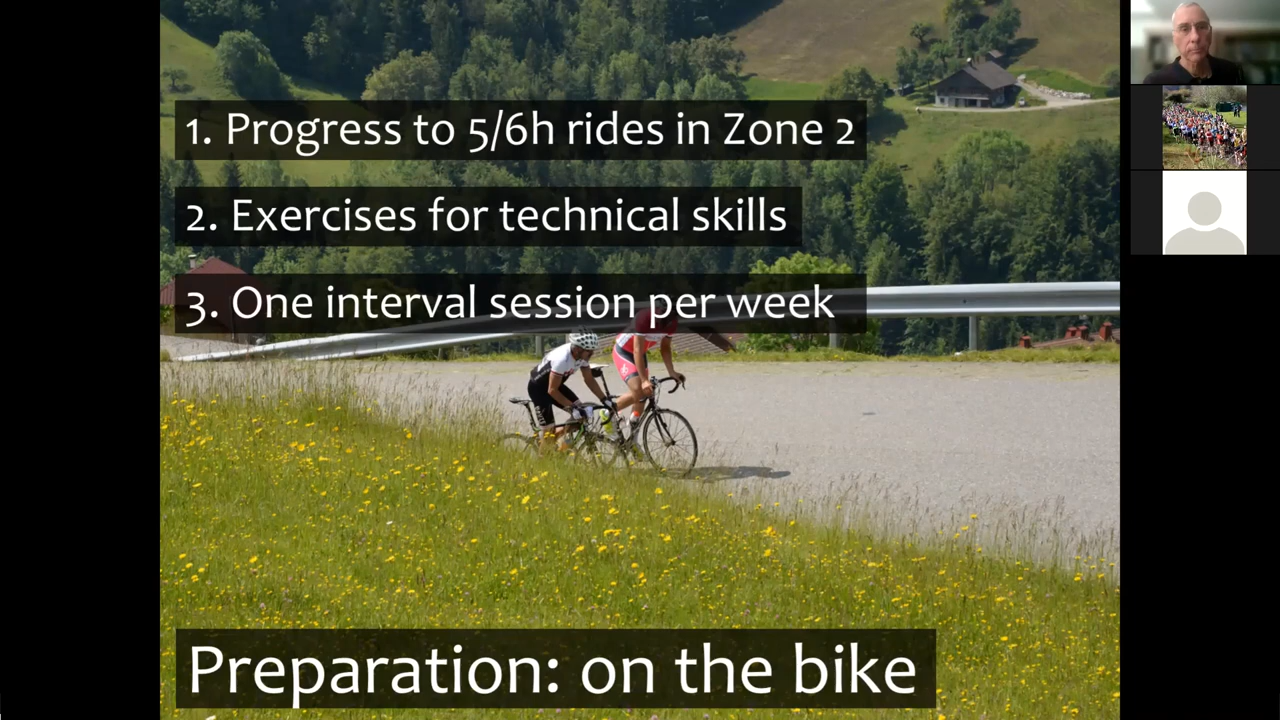 1. Progress to 5/6h rides in Zone 2
2. Exercises for technical skills
3. One interval session per week
Preparation: on the bike